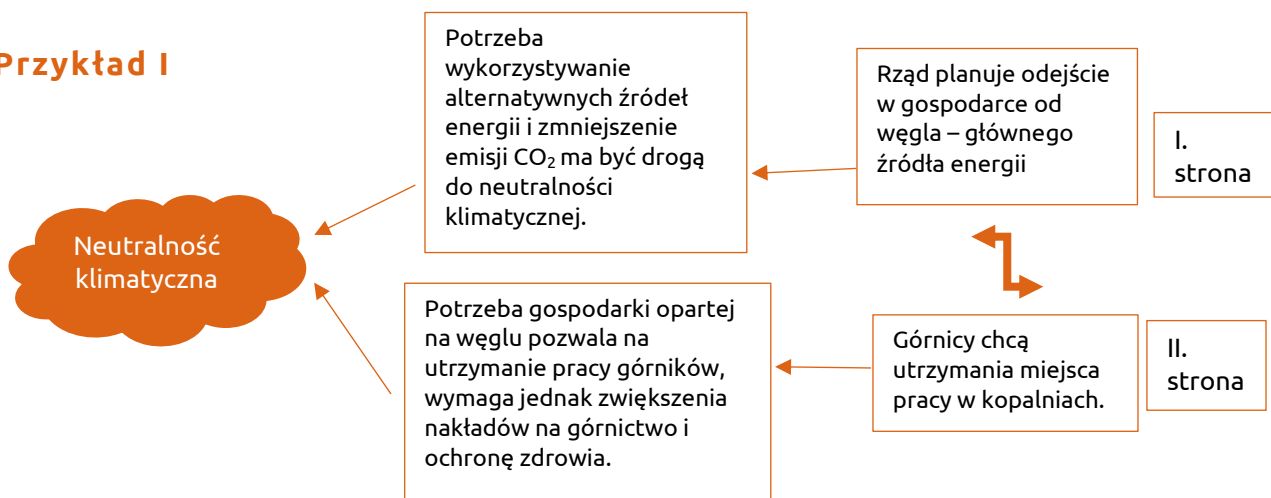 Przykład I
Potrzeba
wykorzystywanie
alternatywnych źródeł
energii i zmniejszenie
emisji CO₂ ma być drogą
do neutralności
klimatycznej.
Rząd planuje odejście
w gospodarce od
węgla – głównego
źródła energii
I.
strona
Neutralność
klimatyczna
Potrzeba gospodarki opartej
na węglu pozwala na
utrzymanie pracy górników,
wymaga jednak zwiększenia
nakładów na górnictwo i
ochronę zdrowia.
Górnicy chcą
utrzymania miejsca
pracy w kopalniach.
II.
strona